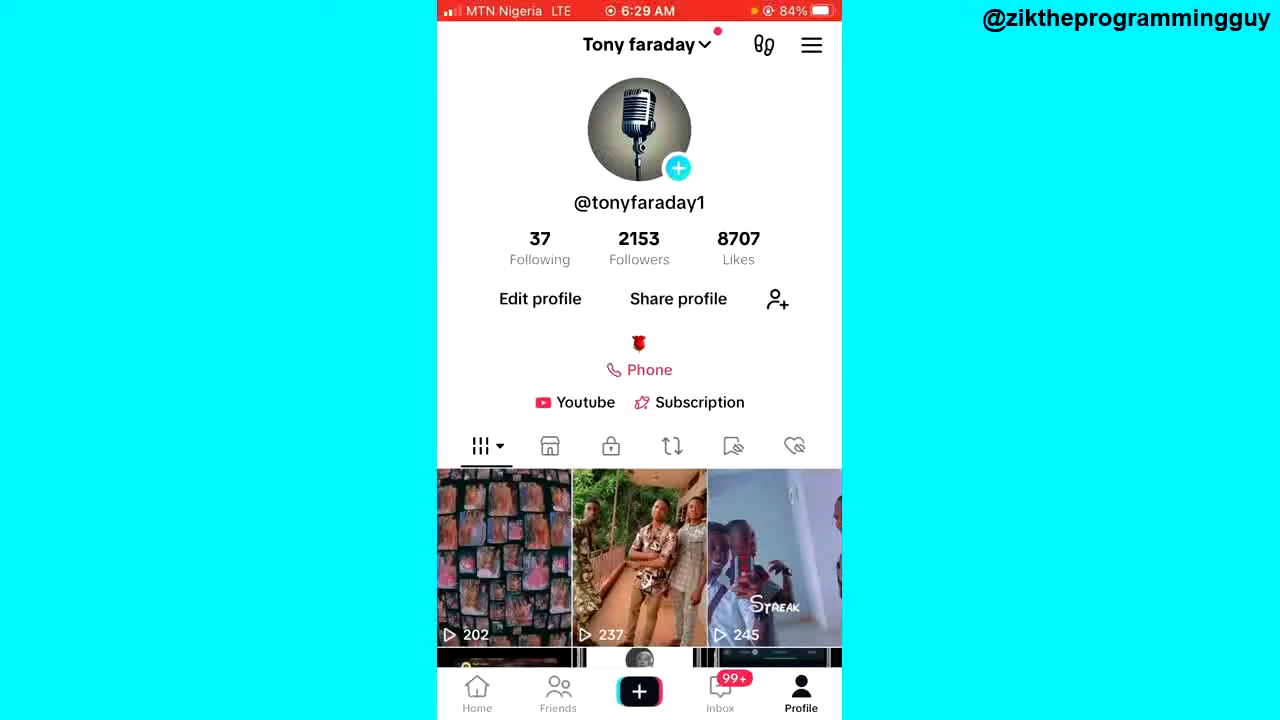 @ziktheprogrammingguy
MTN Nigeria LTE 6:29 AM 84%
Tony faraday
@tonyfaraday1
37 2153 8707
Following Followers Likes
Edit profile Share profile
Phone
Youtube Subscription
STREAK
202 237 245
99+
Home Friends Inbox Profile